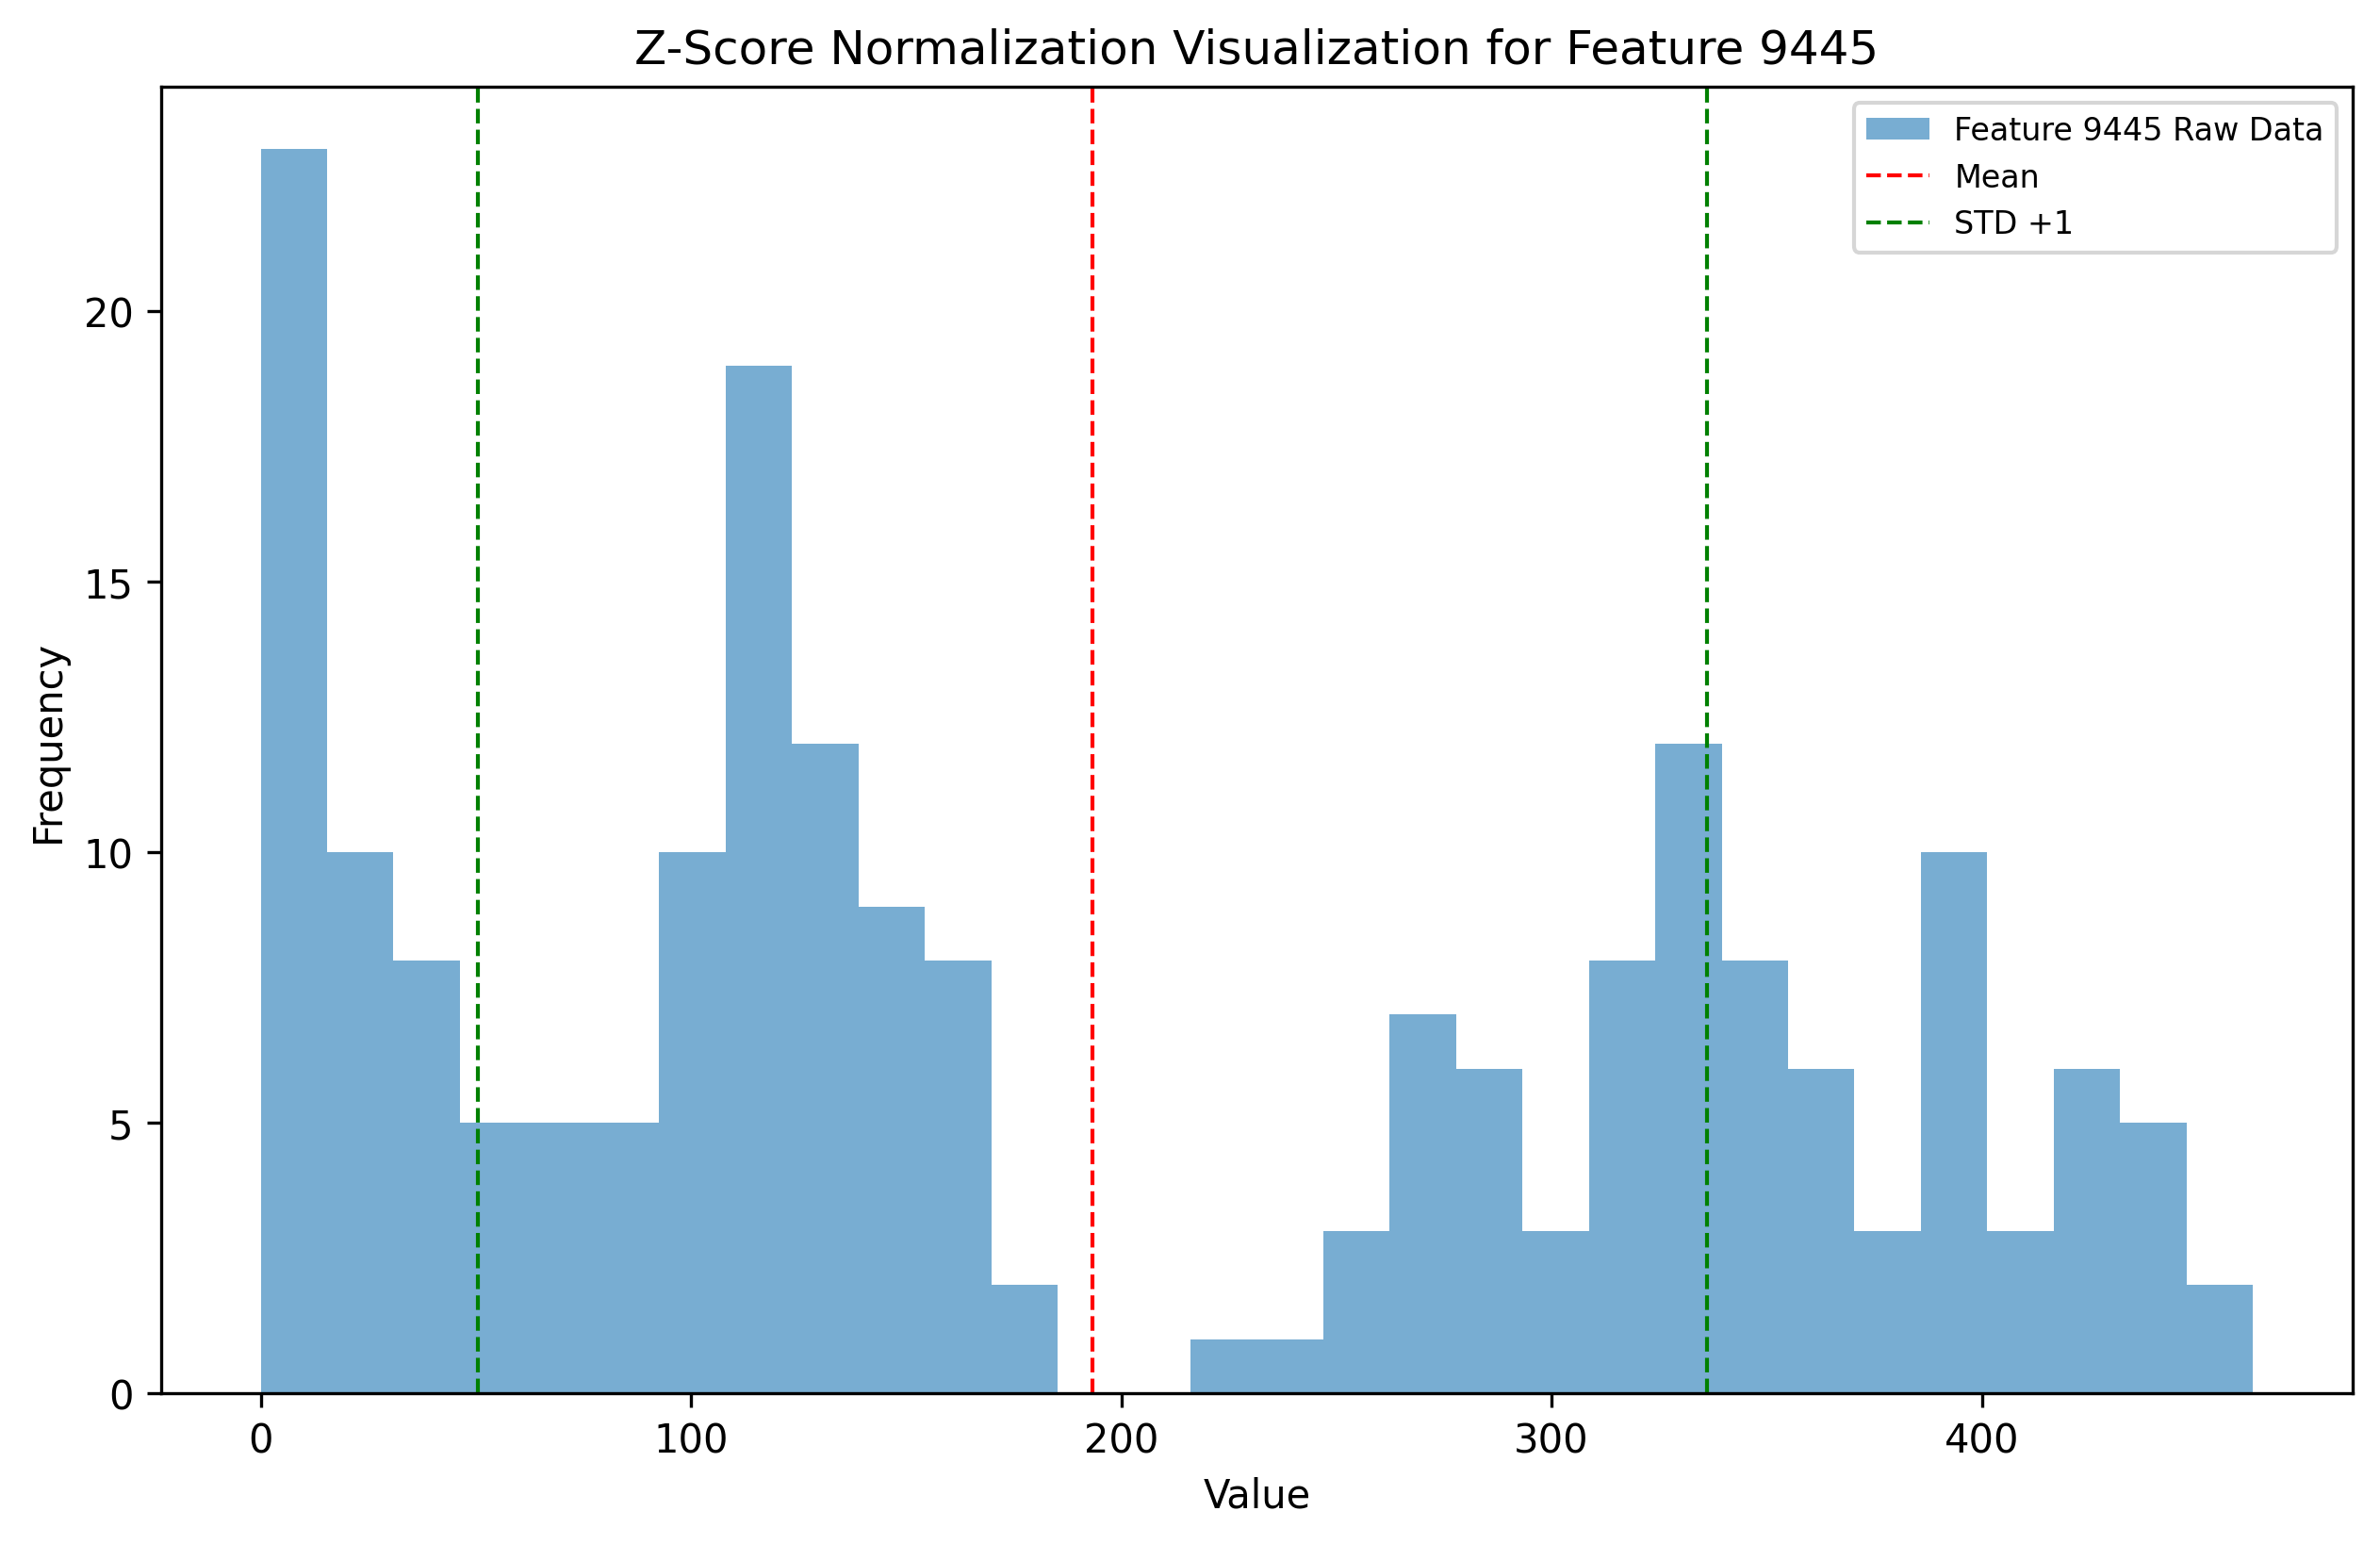 Z-Score Normalization Visualization for Feature 9445
Feature 9445 Raw Data
Mean
STD +1
20
15
10
5
0
Frequency
0 100 200 300 400
Value